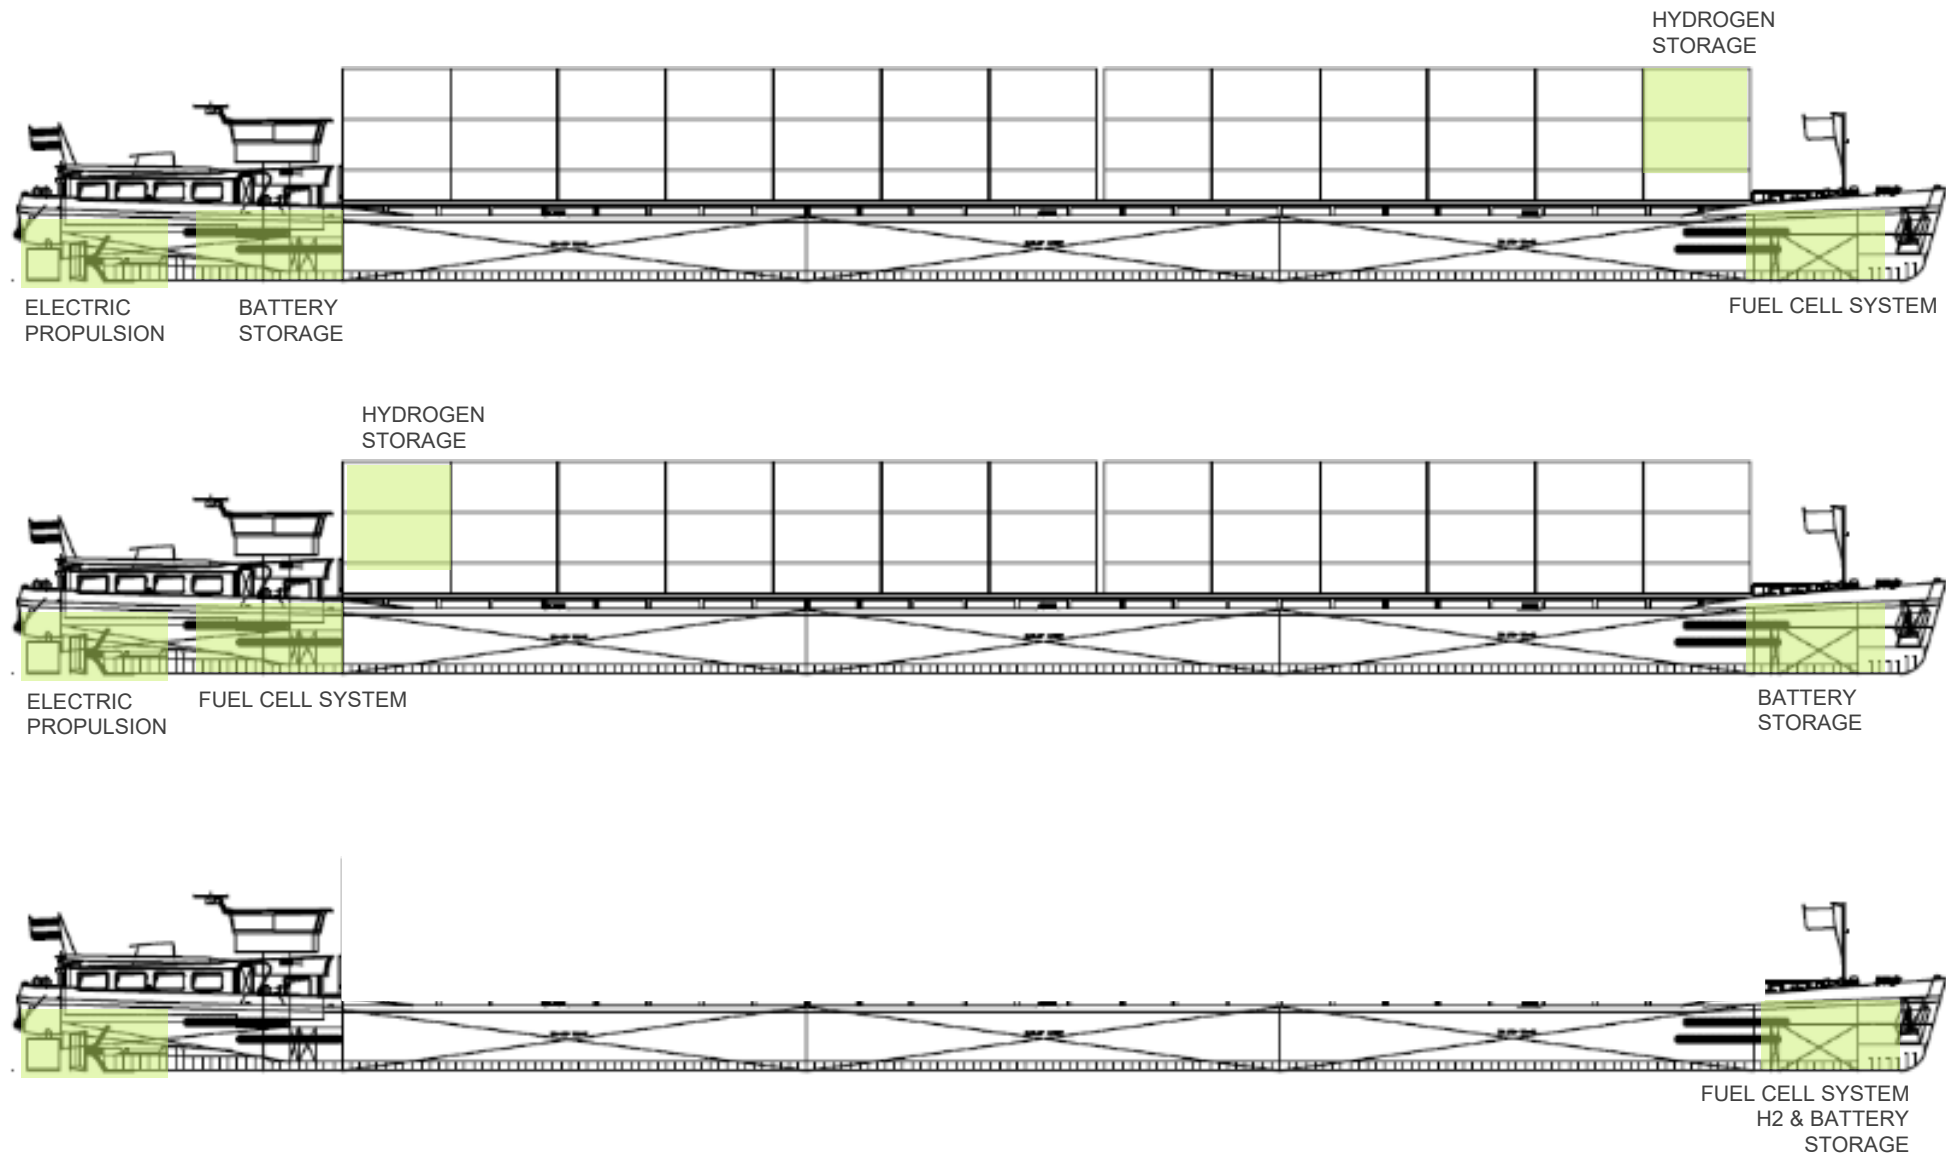 HYDROGEN
STORAGE
ELECTRIC
PROPULSION
BATTERY
STORAGE
FUEL CELL SYSTEM
HYDROGEN
STORAGE
ELECTRIC
PROPULSION
FUEL CELL SYSTEM
BATTERY
STORAGE
FUEL CELL SYSTEM
H2 & BATTERY
STORAGE